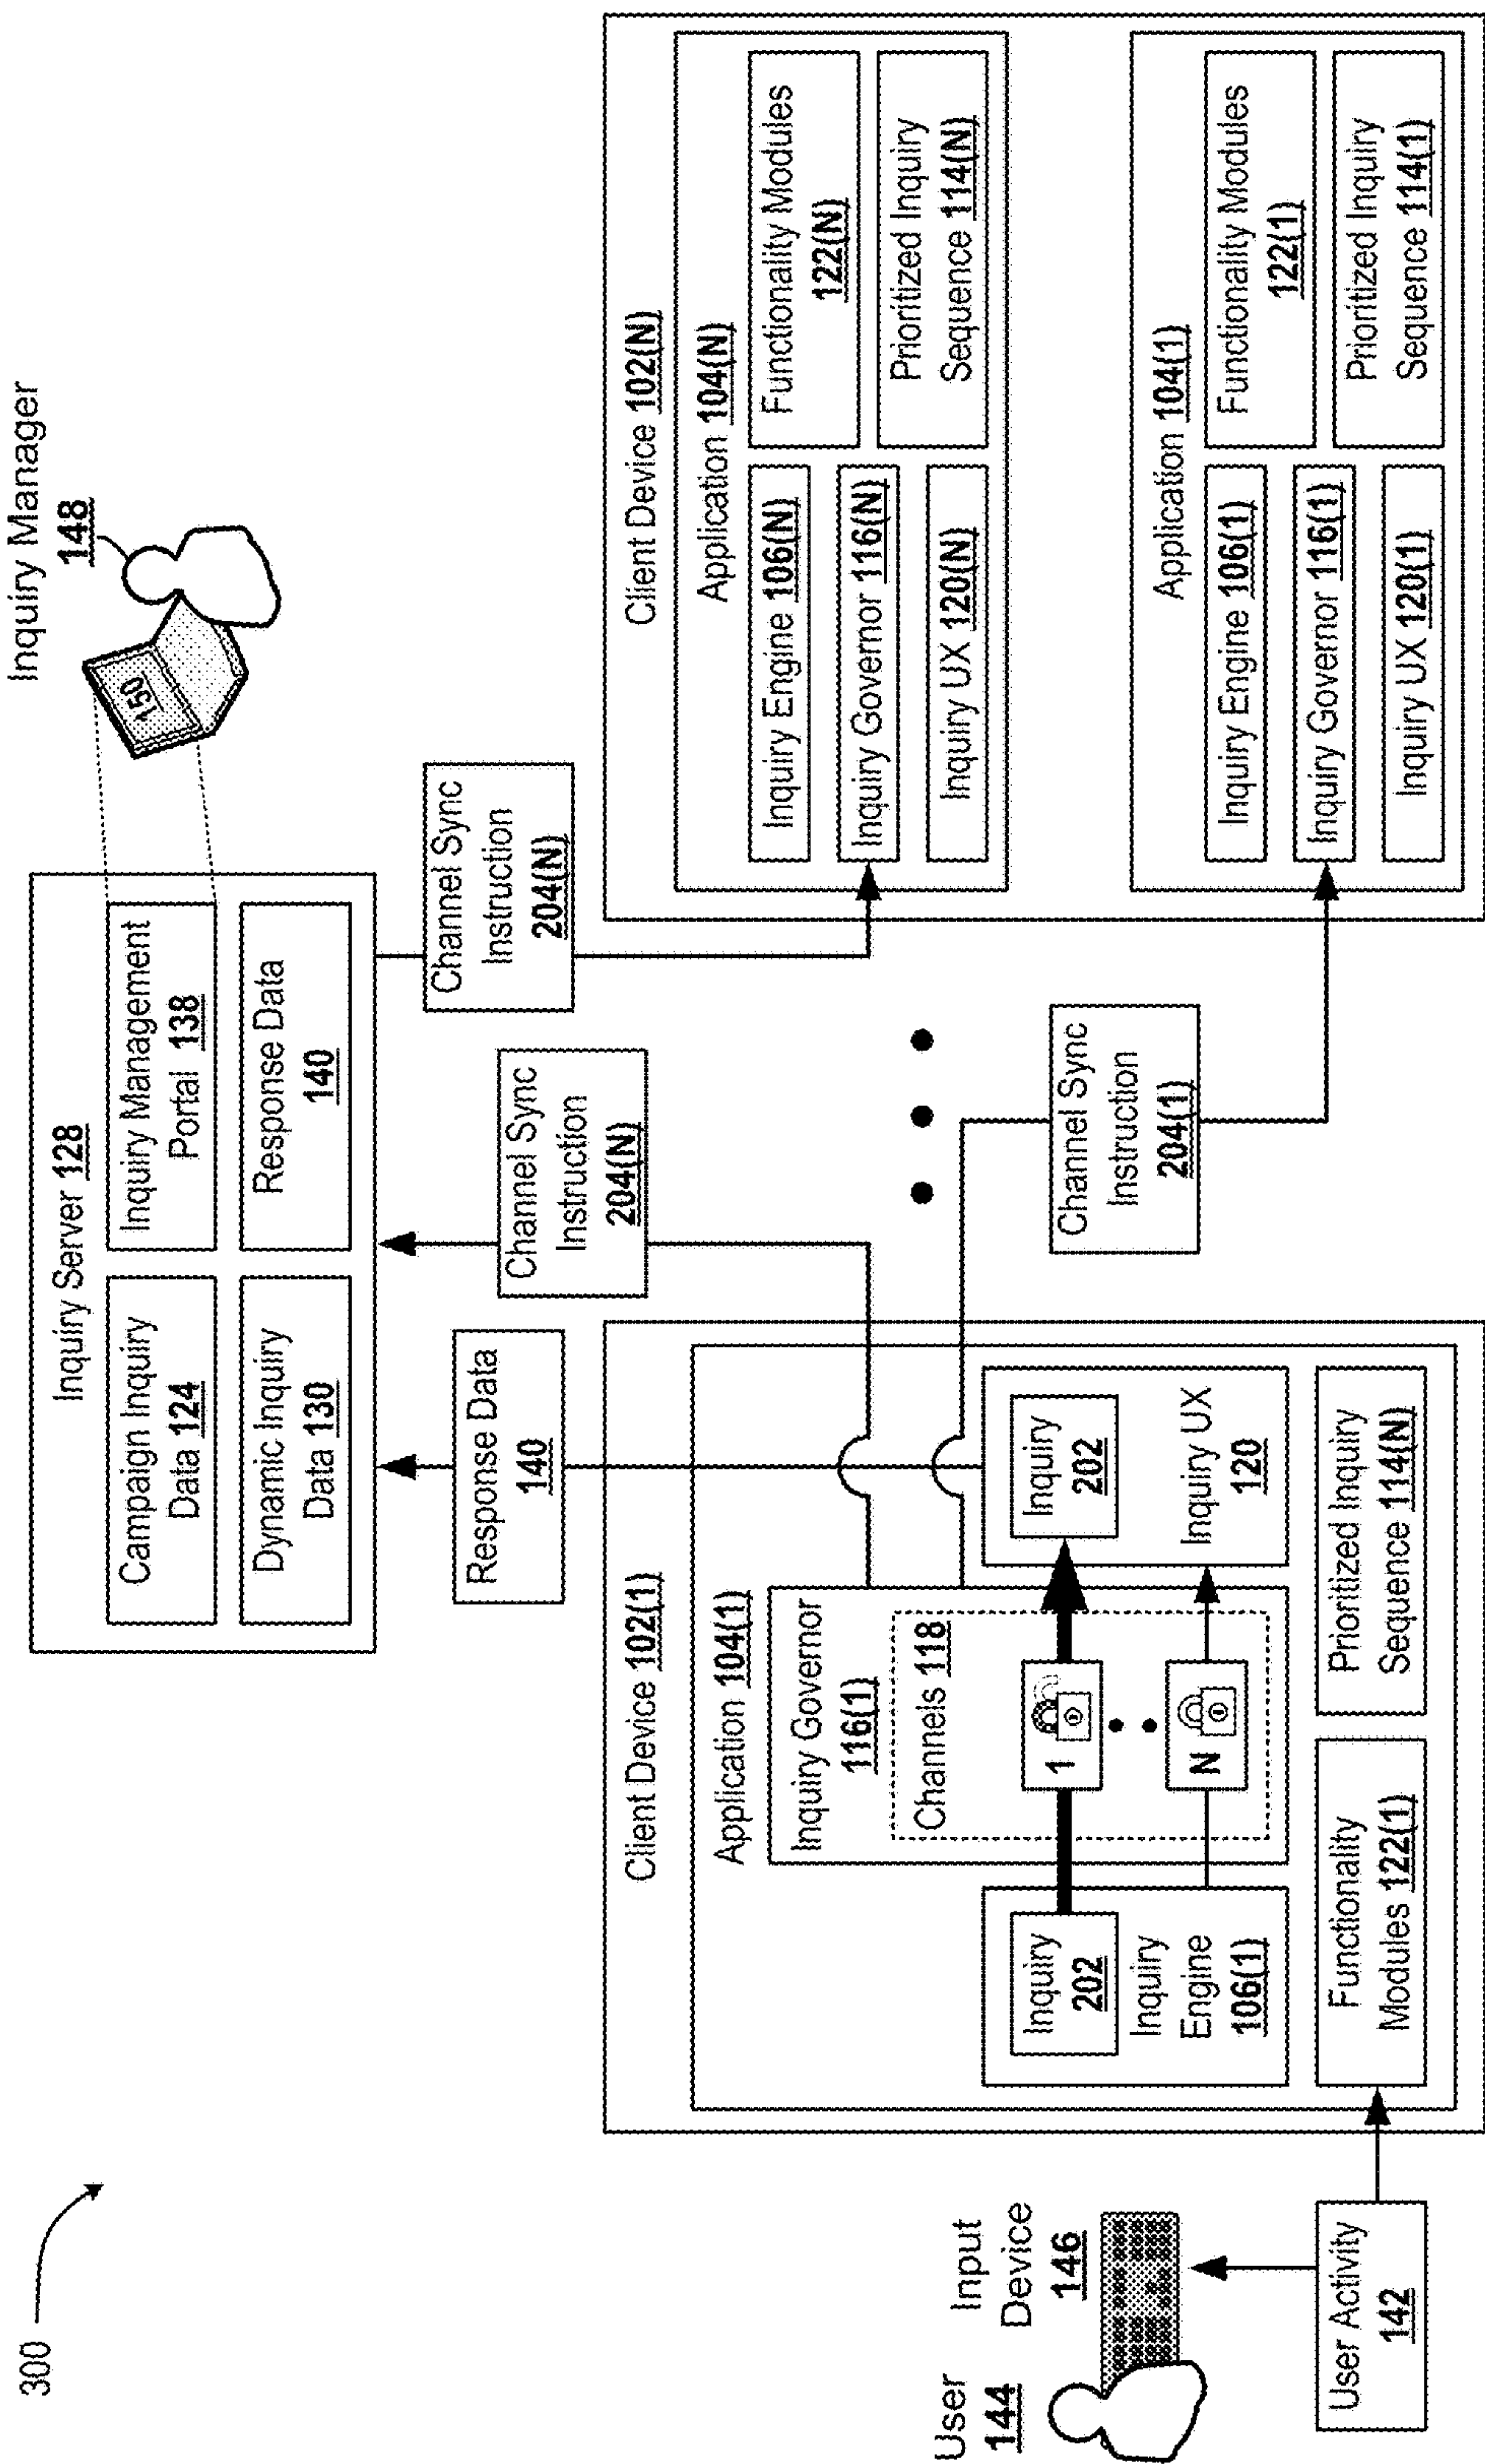 300
Inquiry Manager
148
150
Inquiry Server 128
Campaign Inquiry
Data 124
Inquiry Management
Portal 138
Dynamic Inquiry
Data 130
Response Data
140
Response Data
140
Channel Sync
Instruction
204(N)
Channel Sync
Instruction
204(N)
Channel Sync
Instruction
204(1)
User
144
Input
Device
146
User Activity
142
Client Device 102(1)
Application 104(1)
Inquiry Governor
116(1)
Channels 118
1
N
Inquiry
202
Inquiry
Engine
106(1)
Inquiry
202
Inquiry UX
120
Functionality
Modules 122(1)
Prioritized Inquiry
Sequence 114(N)
Client Device 102(N)
Application 104(N)
Inquiry Engine 106(N)
Inquiry Governor 116(N)
Inquiry UX 120(N)
Functionality Modules
122(N)
Prioritized Inquiry
Sequence 114(N)
Application 104(1)
Inquiry Engine 106(1)
Inquiry Governor 116(1)
Inquiry UX 120(1)
Functionality Modules
122(1)
Prioritized Inquiry
Sequence 114(1)